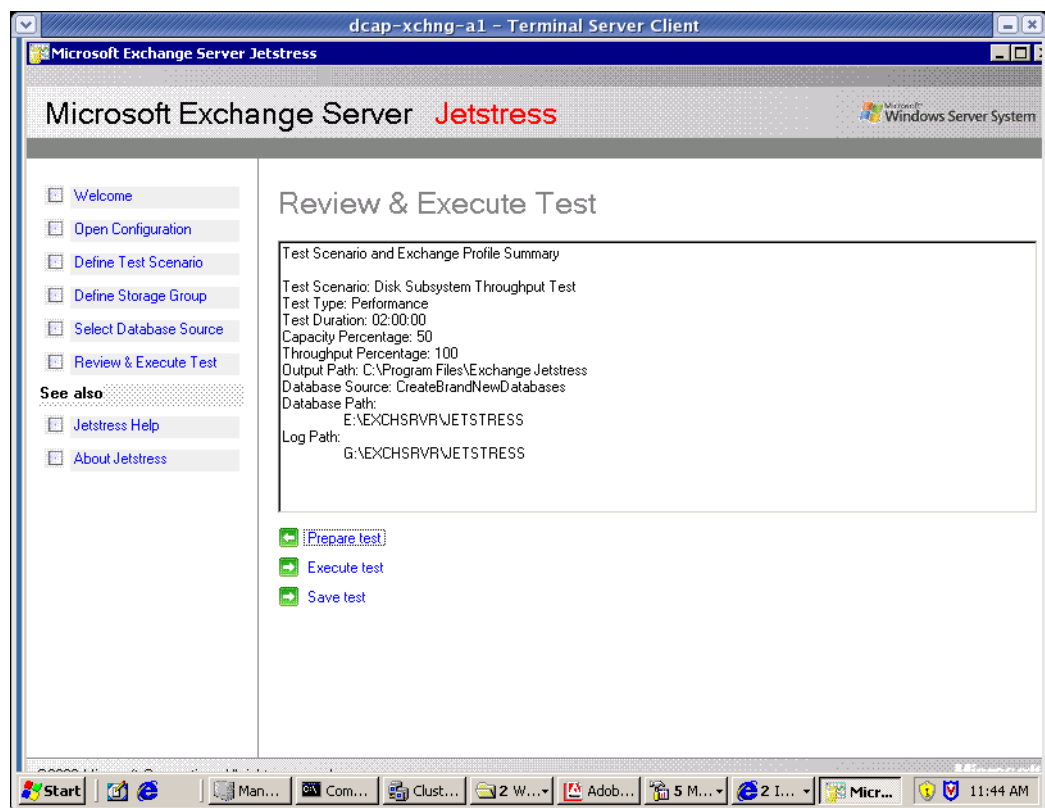 dcap-xchng-a1 - Terminal Server Client
Microsoft Exchange Server Jetstress
Microsoft Exchange Server Jetstress
Microsoft
Windows Server System
Welcome
Open Configuration
Define Test Scenario
Define Storage Group
Select Database Source
Review & Execute Test
See also
Jetstress Help
About Jetstress
Review & Execute Test
Test Scenario and Exchange Profile Summary
Test Scenario: Disk Subsystem Throughput Test
Test Type: Performance
Test Duration: 02:00:00
Capacity Percentage: 50
Throughput Percentage: 100
Output Path: C:\Program Files\Exchange Jetstress
Database Source: CreateBrandNewDatabases
Database Path:
E:\EXCHSRVR\JETSTRESS
Log Path:
G:\EXCHSRVR\JETSTRESS
Prepare test
Execute test
Save test
Start
Man...
Com...
Clust...
2 W...
Adob...
5 M...
2 I...
Micr...
11:44 AM